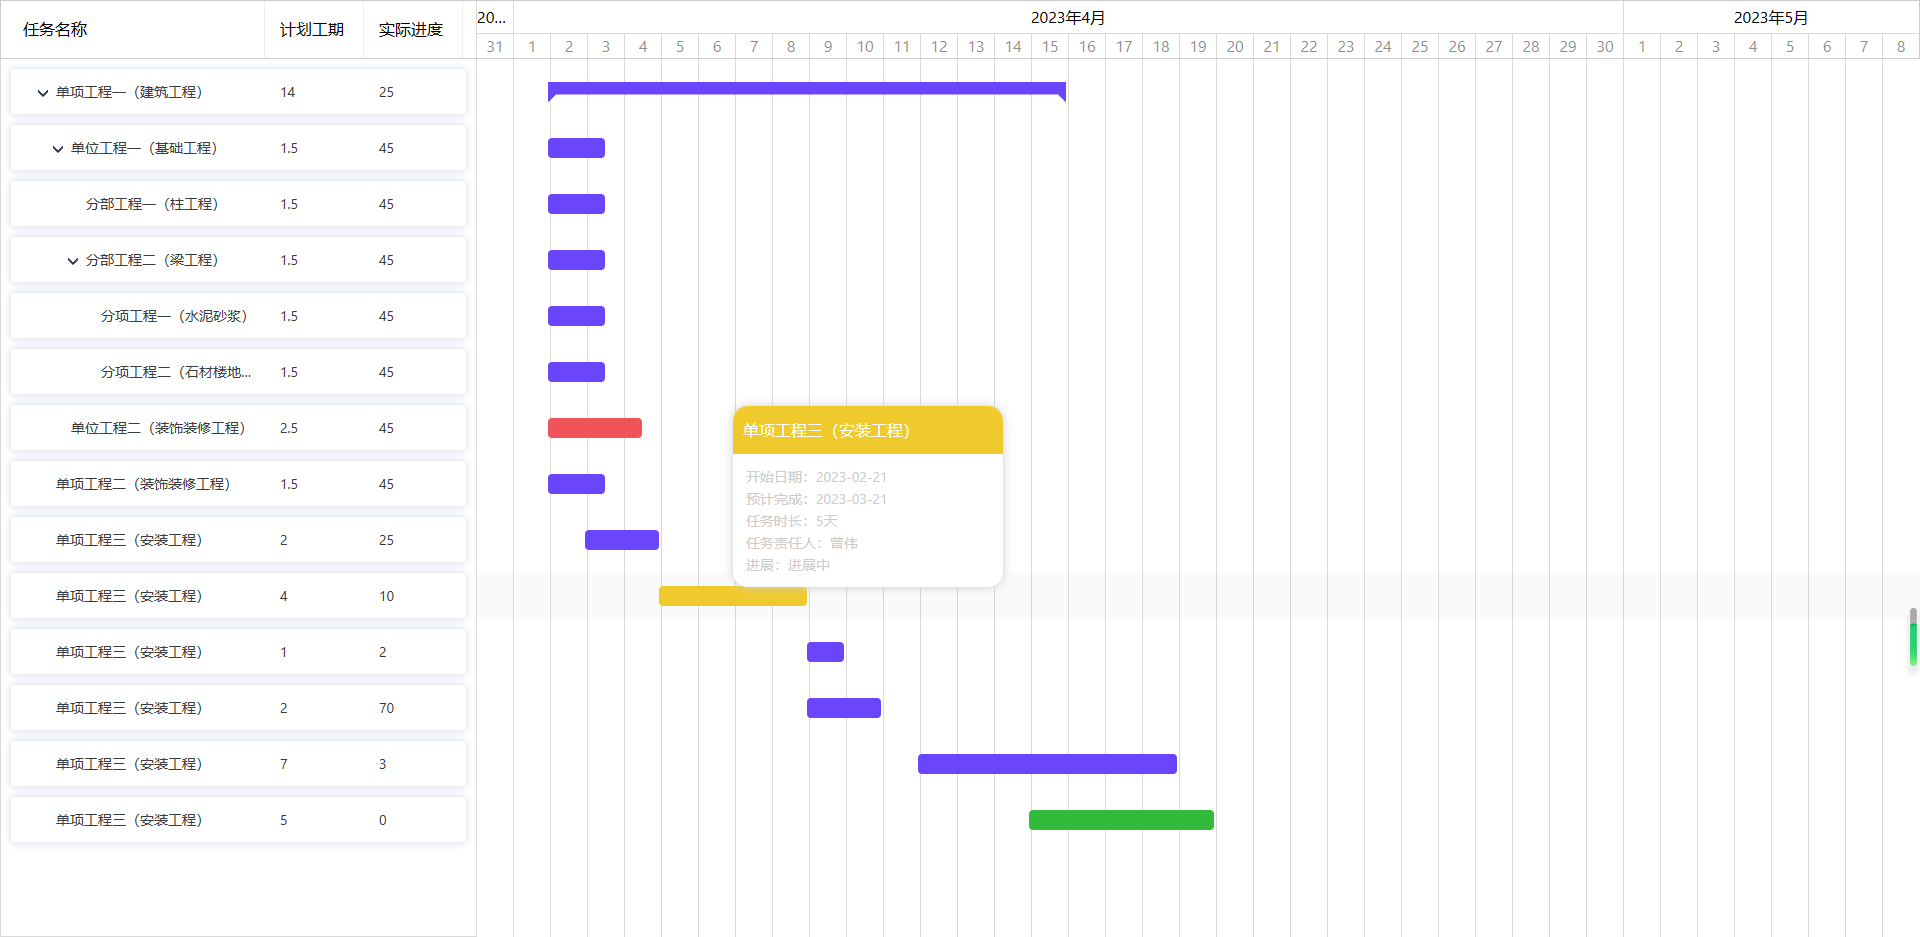 任务名称 计划工期 实际进度
20... 2023年4月 2023年5月
31 1 2 3 4 5 6 7 8 9 10 11 12 13 14 15 16 17 18 19 20 21 22 23 24 25 26 27 28 29 30 1 2 3 4 5 6 7 8
单项工程一（建筑工程） 14 25
单位工程一（基础工程） 1.5 45
分部工程一（柱工程） 1.5 45
分部工程二（梁工程） 1.5 45
分项工程一（水泥砂浆） 1.5 45
分项工程二（石材楼地... 1.5 45
单位工程二（装饰装修工程） 2.5 45
单项工程二（装饰装修工程） 1.5 45
单项工程三（安装工程） 2 25
单项工程三（安装工程） 4 10
单项工程三（安装工程） 1 2
单项工程三（安装工程） 2 70
单项工程三（安装工程） 7 3
单项工程三（安装工程） 5 0
单项工程三（安装工程）
开始日期：2023-02-21
预计完成：2023-03-21
任务时长：5天
任务责任人：曾伟
进展：进展中